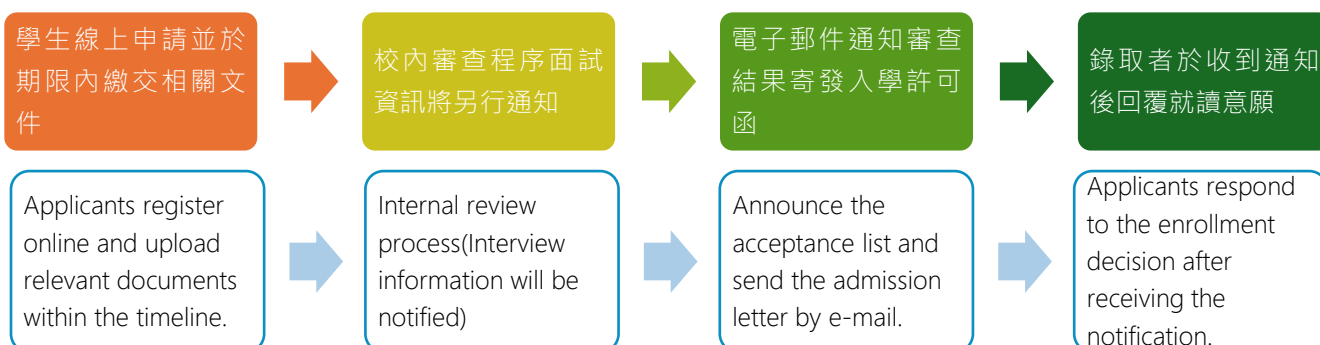 學生線上申請並於
期限內繳交相關文
件
校內審查程序面試
資訊將另行通知
電子郵件通知審查
結果寄發入學許可
函
錄取者於收到通知
後回覆就讀意願
Applicants register
online and upload
relevant documents
within the timeline.
Internal review
process(Interview
information will be
notified)
Announce the
acceptance list and
send the admission
letter by e-mail.
Applicants respond
to the enrollment
decision after
receiving the
notification.